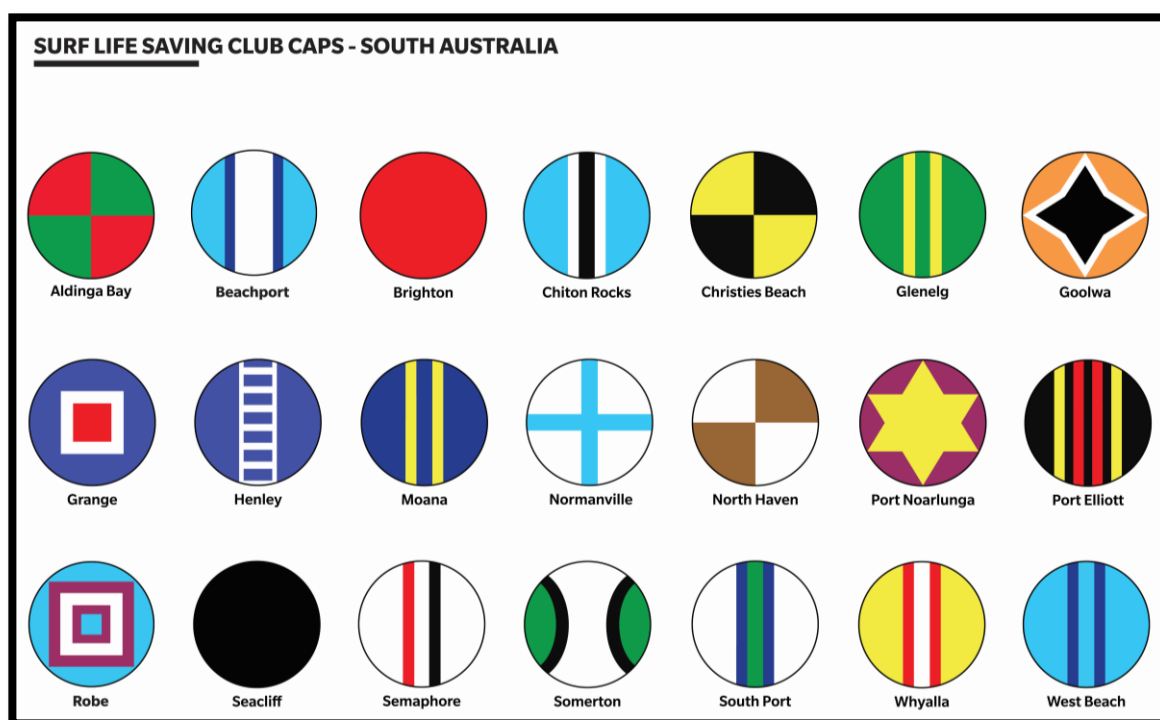 SURF LIFE SAVING CLUB CAPS - SOUTH AUSTRALIA
Aldinga Bay
Beachport
Brighton
Chiton Rocks
Christies Beach
Glenelg
Goolwa
Grange
Henley
Moana
Normanville
North Haven
Port Noarlunga
Port Elliott
Robe
Seacliff
Semaphore
Somerton
South Port
Whyalla
West Beach